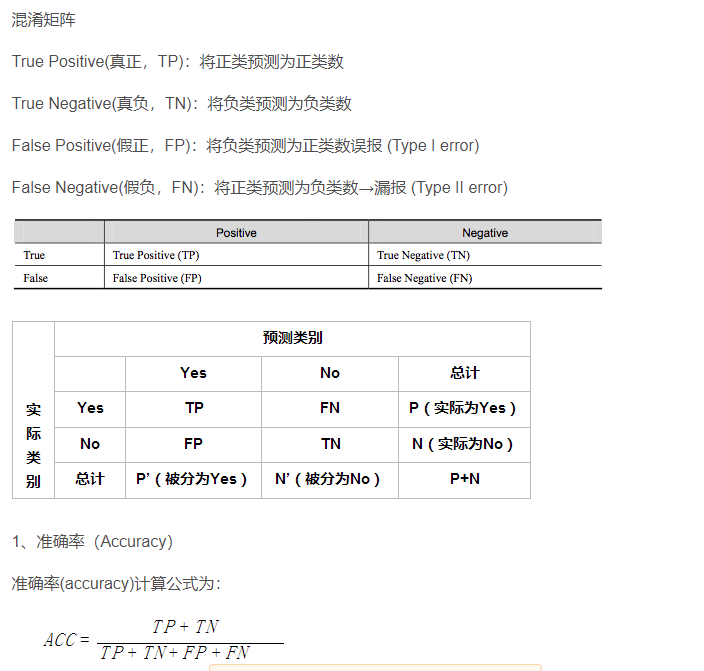 混淆矩阵
True Positive(真正，TP)：将正类预测为正类数
True Negative(真负，TN)：将负类预测为负类数
False Positive(假正，FP)：将负类预测为正类数误报 (Type I error)
False Negative(假负，FN)：将正类预测为负类数→漏报 (Type II error)
Positive Negative
True True Positive (TP) True Negative (TN)
False False Positive (FP) False Negative (FN)
预测类别
Yes No 总计
实际类别
Yes TP FN P（实际为Yes）
No FP TN N（实际为No）
总计 P’（被分为Yes） N’（被分为No） P+N
1、准确率（Accuracy）
准确率(accuracy)计算公式为：
ACC = TP + TN
TP + TN + FP + FN